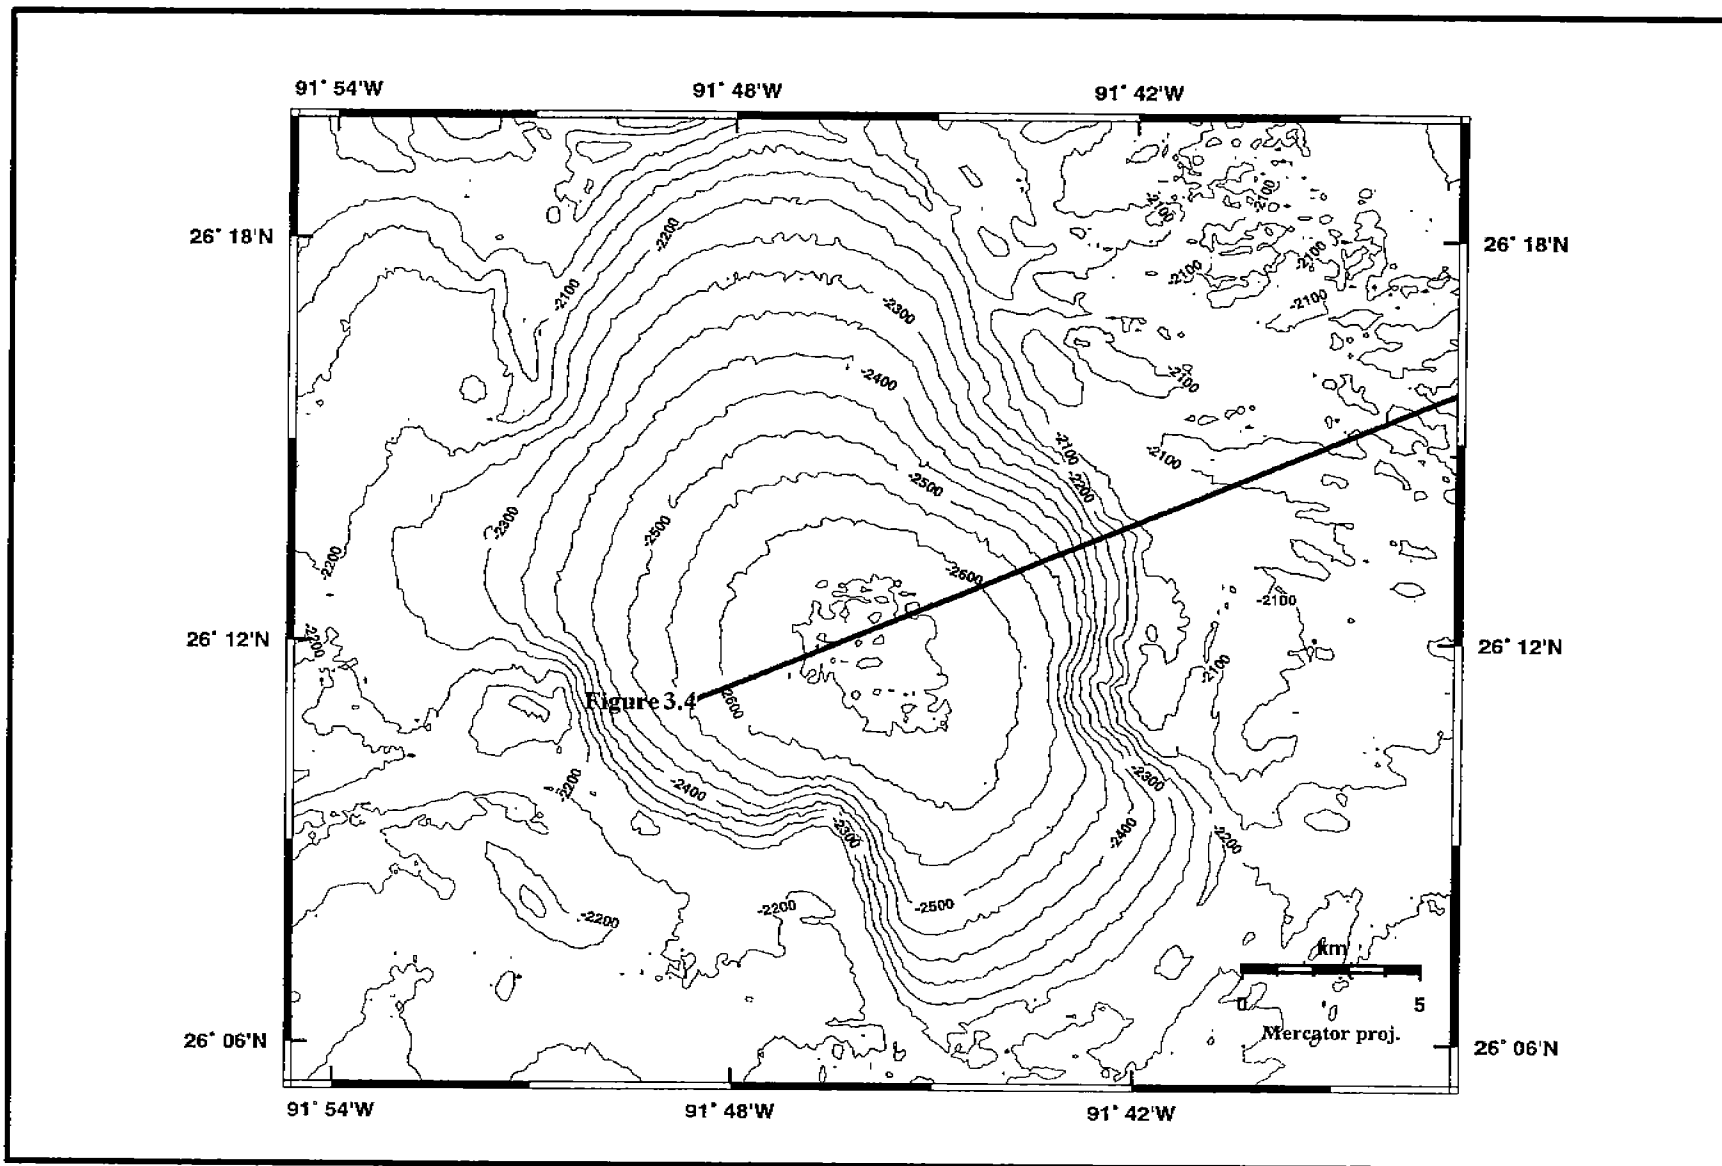 91° 54'W 91° 48'W 91° 42'W
-2100
-2100
-2100
26° 18'N -2200 -2100 -2100 26° 18'N
-2100
-2100 -2300 -2100
-2400 -2100
-2100 -2100
-2500 -2200
-2300 -2500
-2200 -2600 -2100
26° 12'N -2200 26° 12'N
-2100
Figure 3.4 -2600
-2200 -2400 -2300
-2300 -2400 -2200
-2200 -2200 -2500
km
0 5
Mercator proj.
26° 06'N 26° 06'N
91° 54'W 91° 48'W 91° 42'W